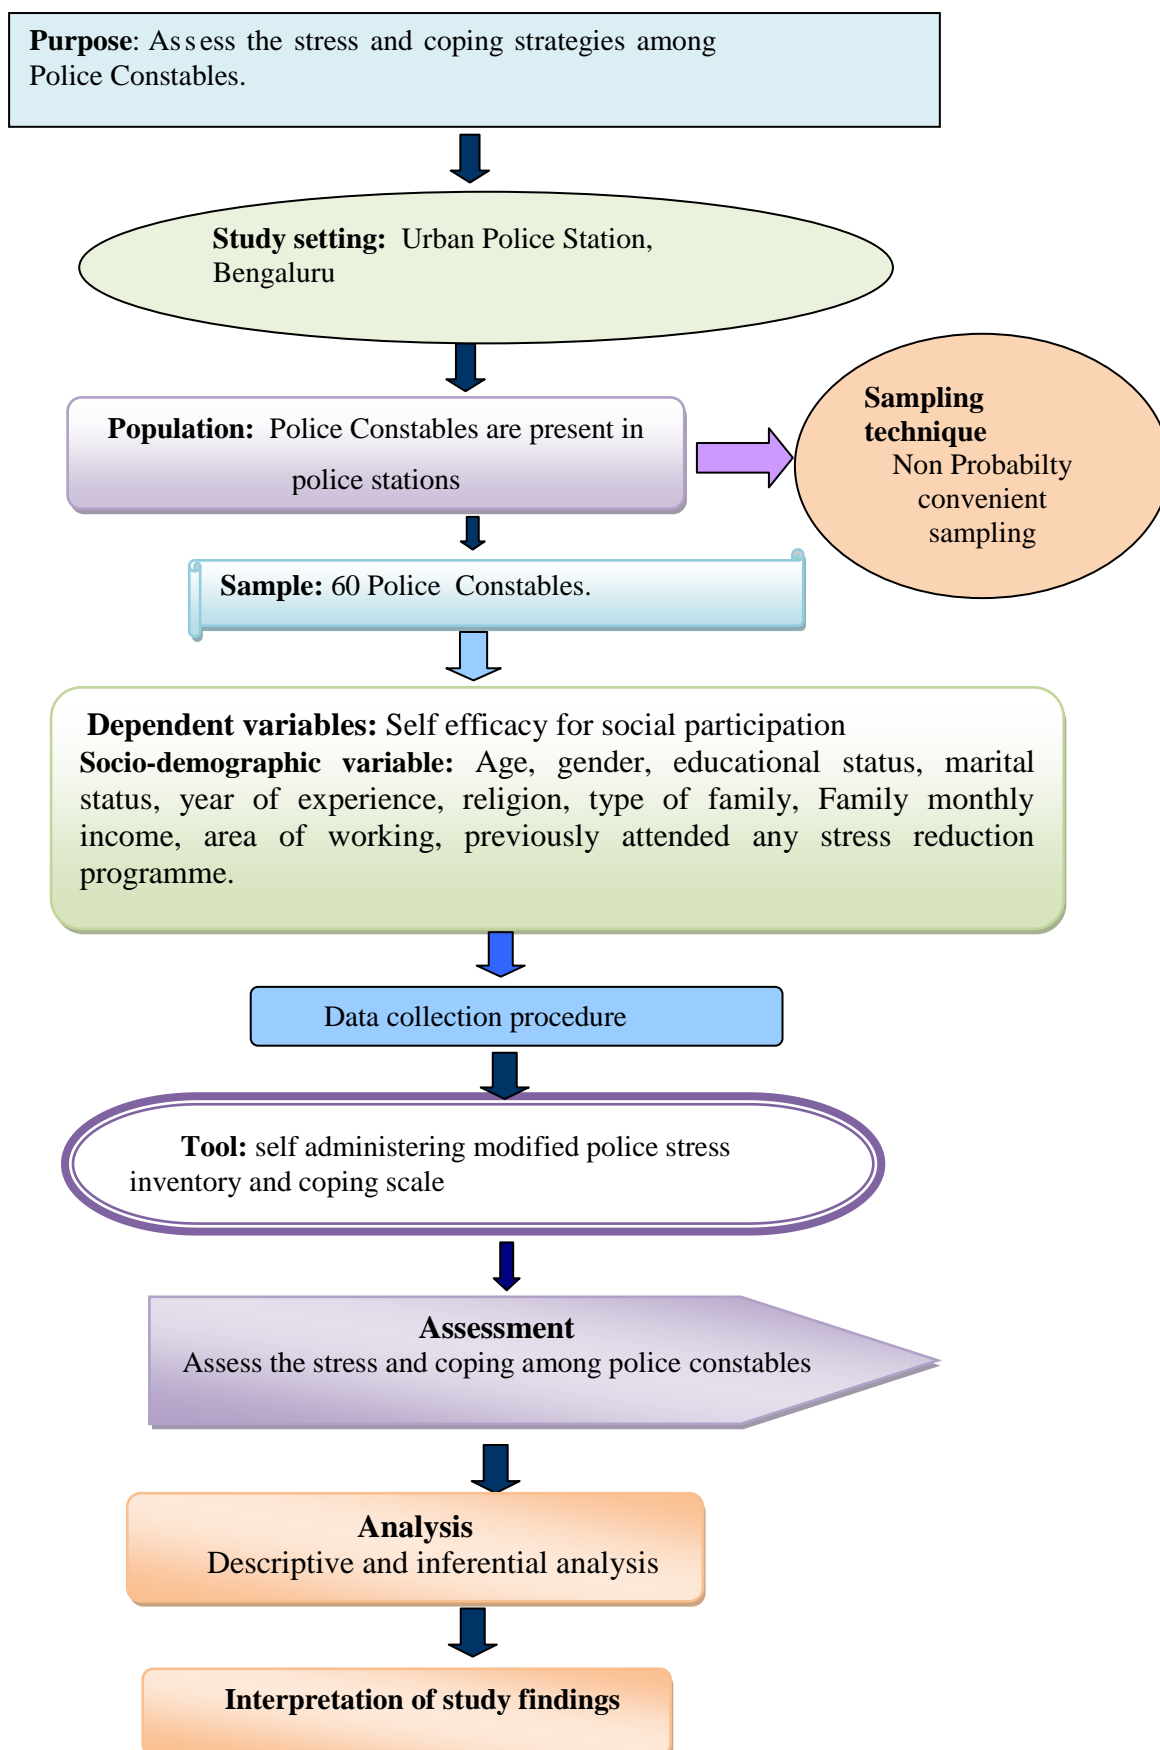 Purpose: Assess the stress and coping strategies among
Police Constables.
Study setting: Urban Police Station,
Bengaluru
Population: Police Constables are present in
police stations
Sampling
technique
Non Probabilty
convenient
sampling
Sample: 60 Police Constables.
Dependent variables: Self efficacy for social participation
Socio-demographic variable: Age, gender, educational status, marital
status, year of experience, religion, type of family, Family monthly
income, area of working, previously attended any stress reduction
programme.
Data collection procedure
Tool: self administering modified police stress
inventory and coping scale
Assessment
Assess the stress and coping among police constables
Analysis
Descriptive and inferential analysis
Interpretation of study findings